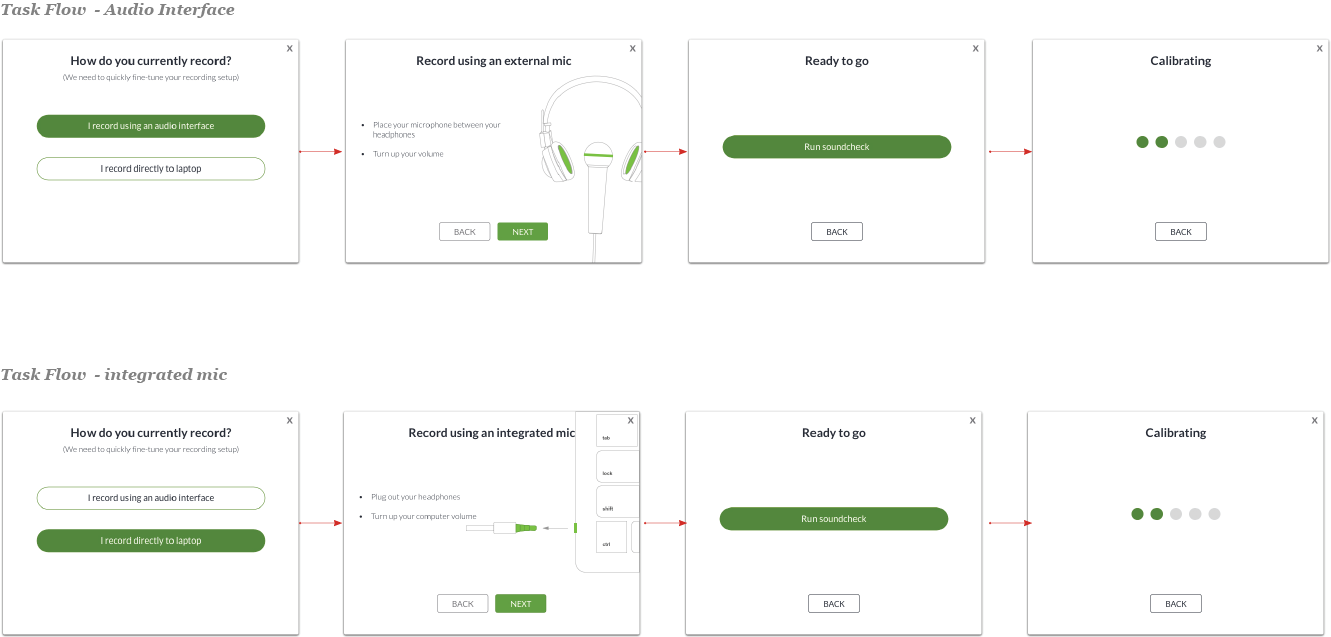 Task Flow - Audio Interface
X
How do you currently record?
(We need to quickly fine-tune your recording setup)
I record using an audio interface
I record directly to laptop
X
Record using an external mic
• Place your microphone between your
headphones
• Turn up your volume
BACK
NEXT
X
Ready to go
Run soundcheck
BACK
X
Calibrating
BACK
Task Flow - integrated mic
X
How do you currently record?
(We need to quickly fine-tune your recording setup)
I record using an audio interface
I record directly to laptop
X
Record using an integrated mic
• Plug out your headphones
• Turn up your computer volume
tab
lock
shift
ctrl
BACK
NEXT
X
Ready to go
Run soundcheck
BACK
X
Calibrating
BACK